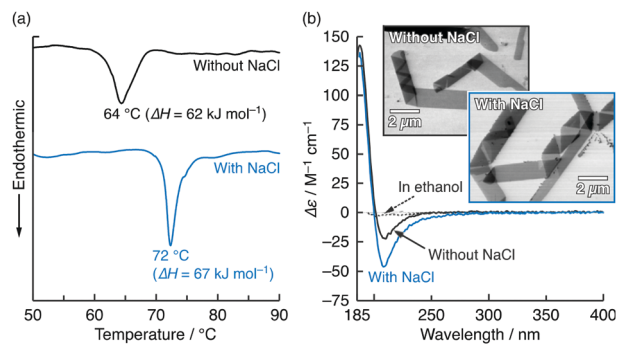 (a)
Endothermic
Without NaCl
64 °C (ΔH = 62 kJ mol⁻¹)
With NaCl
72 °C
(ΔH = 67 kJ mol⁻¹)
50 60 70 80 90
Temperature / °C
(b)
Δε / M⁻¹ cm⁻¹
150
125
100
75
50
25
0
−25
−50
−75
Without NaCl
2 μm
With NaCl
2 μm
In ethanol
Without NaCl
With NaCl
185 250 300 350 400
Wavelength / nm